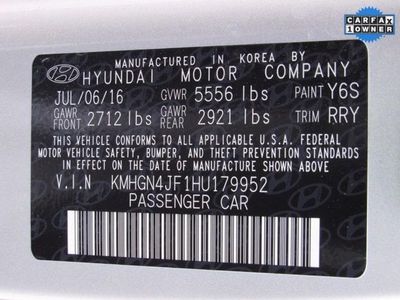 CARFAX
1 OWNER
MANUFACTURED IN KOREA BY
HYUNDAI MOTOR COMPANY
JUL/06/16 GVWR 5556 lbs PAINT Y6S
GAWR FRONT 2712 lbs GAWR REAR 2921 lbs TRIM RRY
THIS VEHICLE CONFORMS TO ALL APPLICABLE U.S.A. FEDERAL
MOTOR VEHICLE SAFETY, BUMPER, AND THEFT PREVENTION STANDARDS
IN EFFECT ON THE DATE OF MANUFACTURE SHOWN ABOVE
V.I.N KMHGN4JF1HU179952
PASSENGER CAR